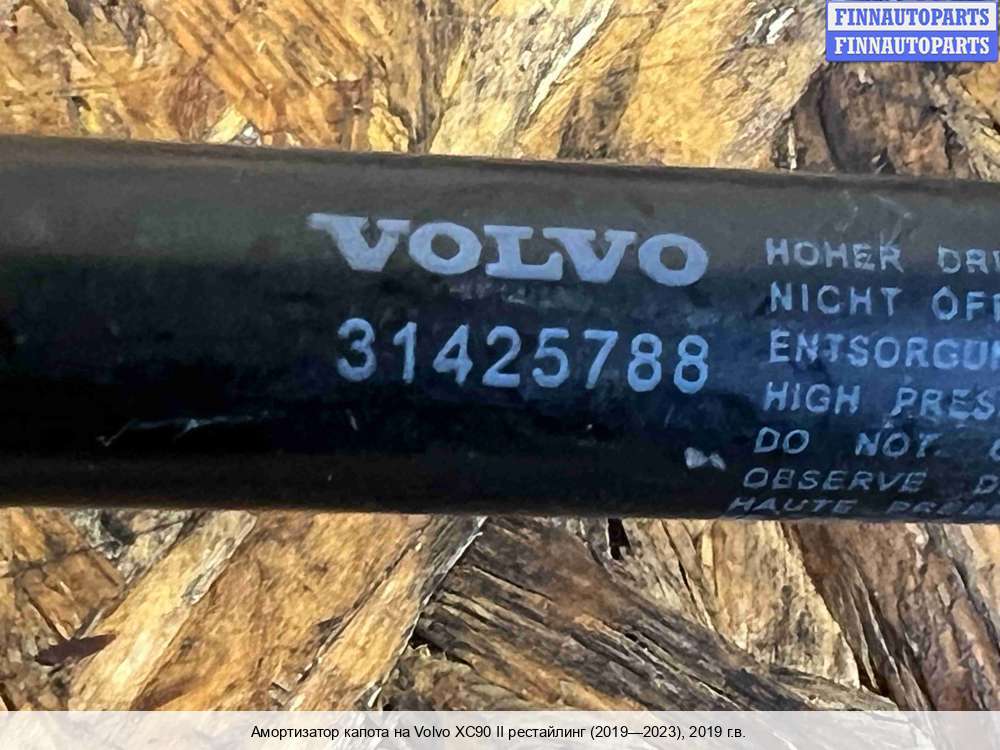 FINNAUTOPARTS
FINNAUTOPARTS
VOLVO
31425788
HOHER
NICHT
HIGH
DO NOT
OBSERVE
HAUTE
Амортизатор капота на Volvo XC90 II рестайлинг (2019—2023), 2019 г.в.